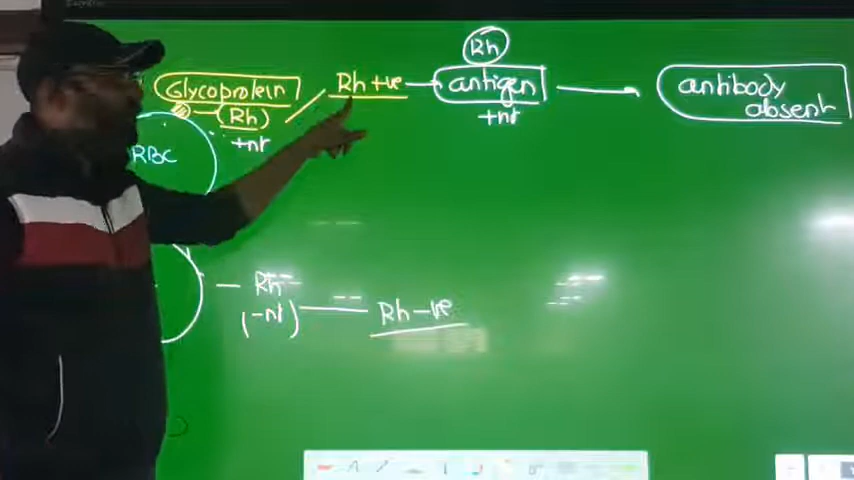 Rh
Glycoprotein Rh +ve — antigen antibody absent
(Rh)
+nt +nt
RBC
— Rh
(-nt) Rh -ve